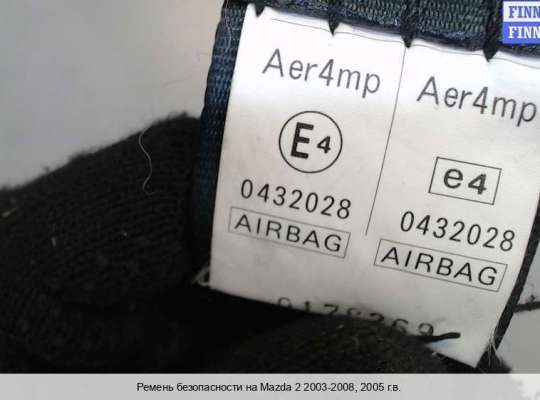 FINN
FINN
Aer4mp
E4
0432028
AIRBAG
Aer4mp
e4
0432028
AIRBAG
Ремень безопасности на Mazda 2 2003-2008, 2005 г.в.